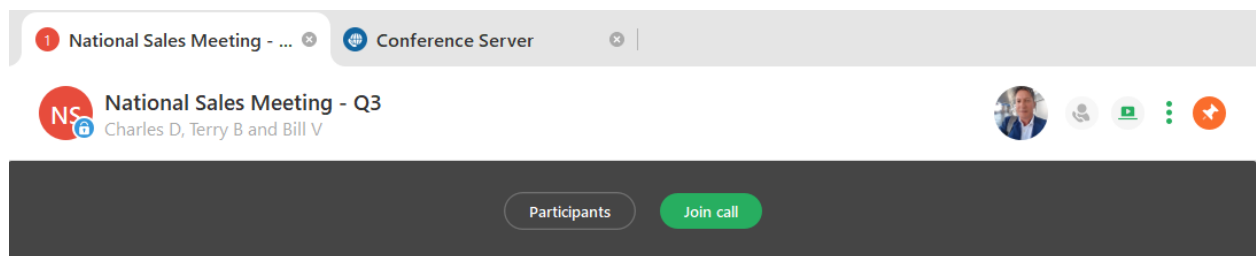 1 National Sales Meeting - ...
Conference Server
NS
National Sales Meeting - Q3
Charles D, Terry B and Bill V
Participants
Join call